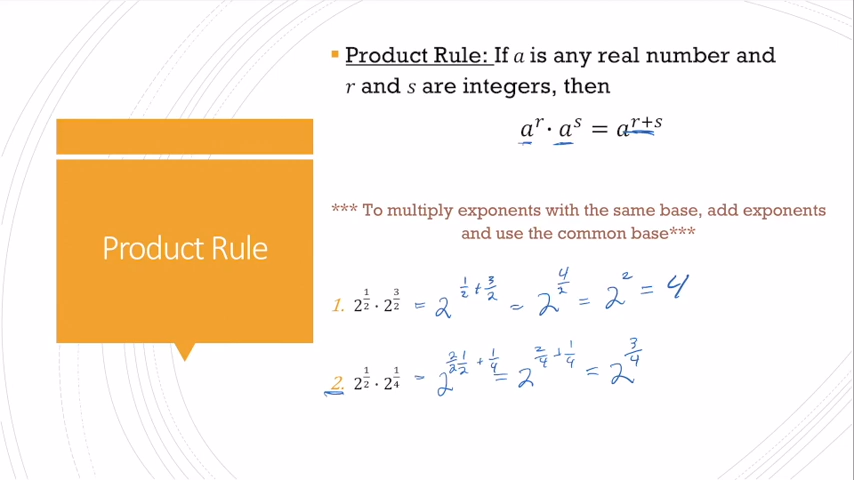 Product Rule
Product Rule: If a is any real number and
r and s are integers, then
a^r · a^s = a^{r+s}
*** To multiply exponents with the same base, add exponents
and use the common base***
1. 2^{1/2} · 2^{3/2} = 2^{1/2 + 3/2} = 2^{4/2} = 2^2 = 4
2. 2^{1/2} · 2^{1/4} = 2^{2/2 1/2 + 1/4} = 2^{2/4 + 1/4} = 2^{3/4}